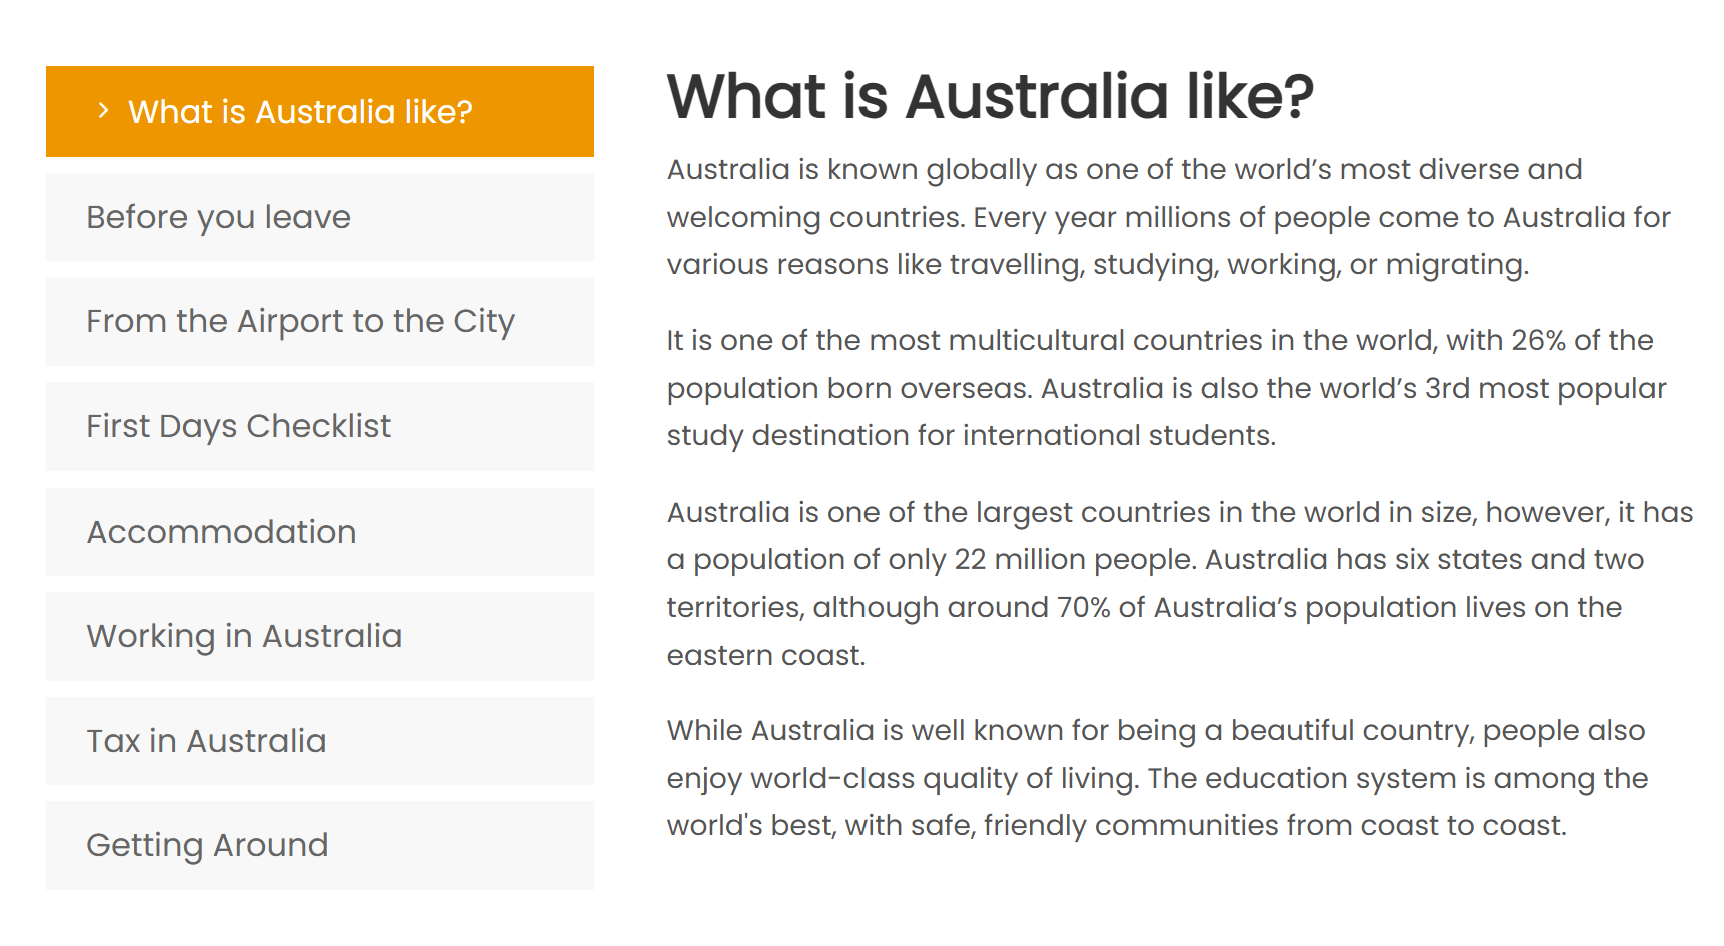 What is Australia like?
Before you leave
From the Airport to the City
First Days Checklist
Accommodation
Working in Australia
Tax in Australia
Getting Around
What is Australia like?
Australia is known globally as one of the world’s most diverse and
welcoming countries. Every year millions of people come to Australia for
various reasons like travelling, studying, working, or migrating.
It is one of the most multicultural countries in the world, with 26% of the
population born overseas. Australia is also the world’s 3rd most popular
study destination for international students.
Australia is one of the largest countries in the world in size, however, it has
a population of only 22 million people. Australia has six states and two
territories, although around 70% of Australia’s population lives on the
eastern coast.
While Australia is well known for being a beautiful country, people also
enjoy world-class quality of living. The education system is among the
world's best, with safe, friendly communities from coast to coast.